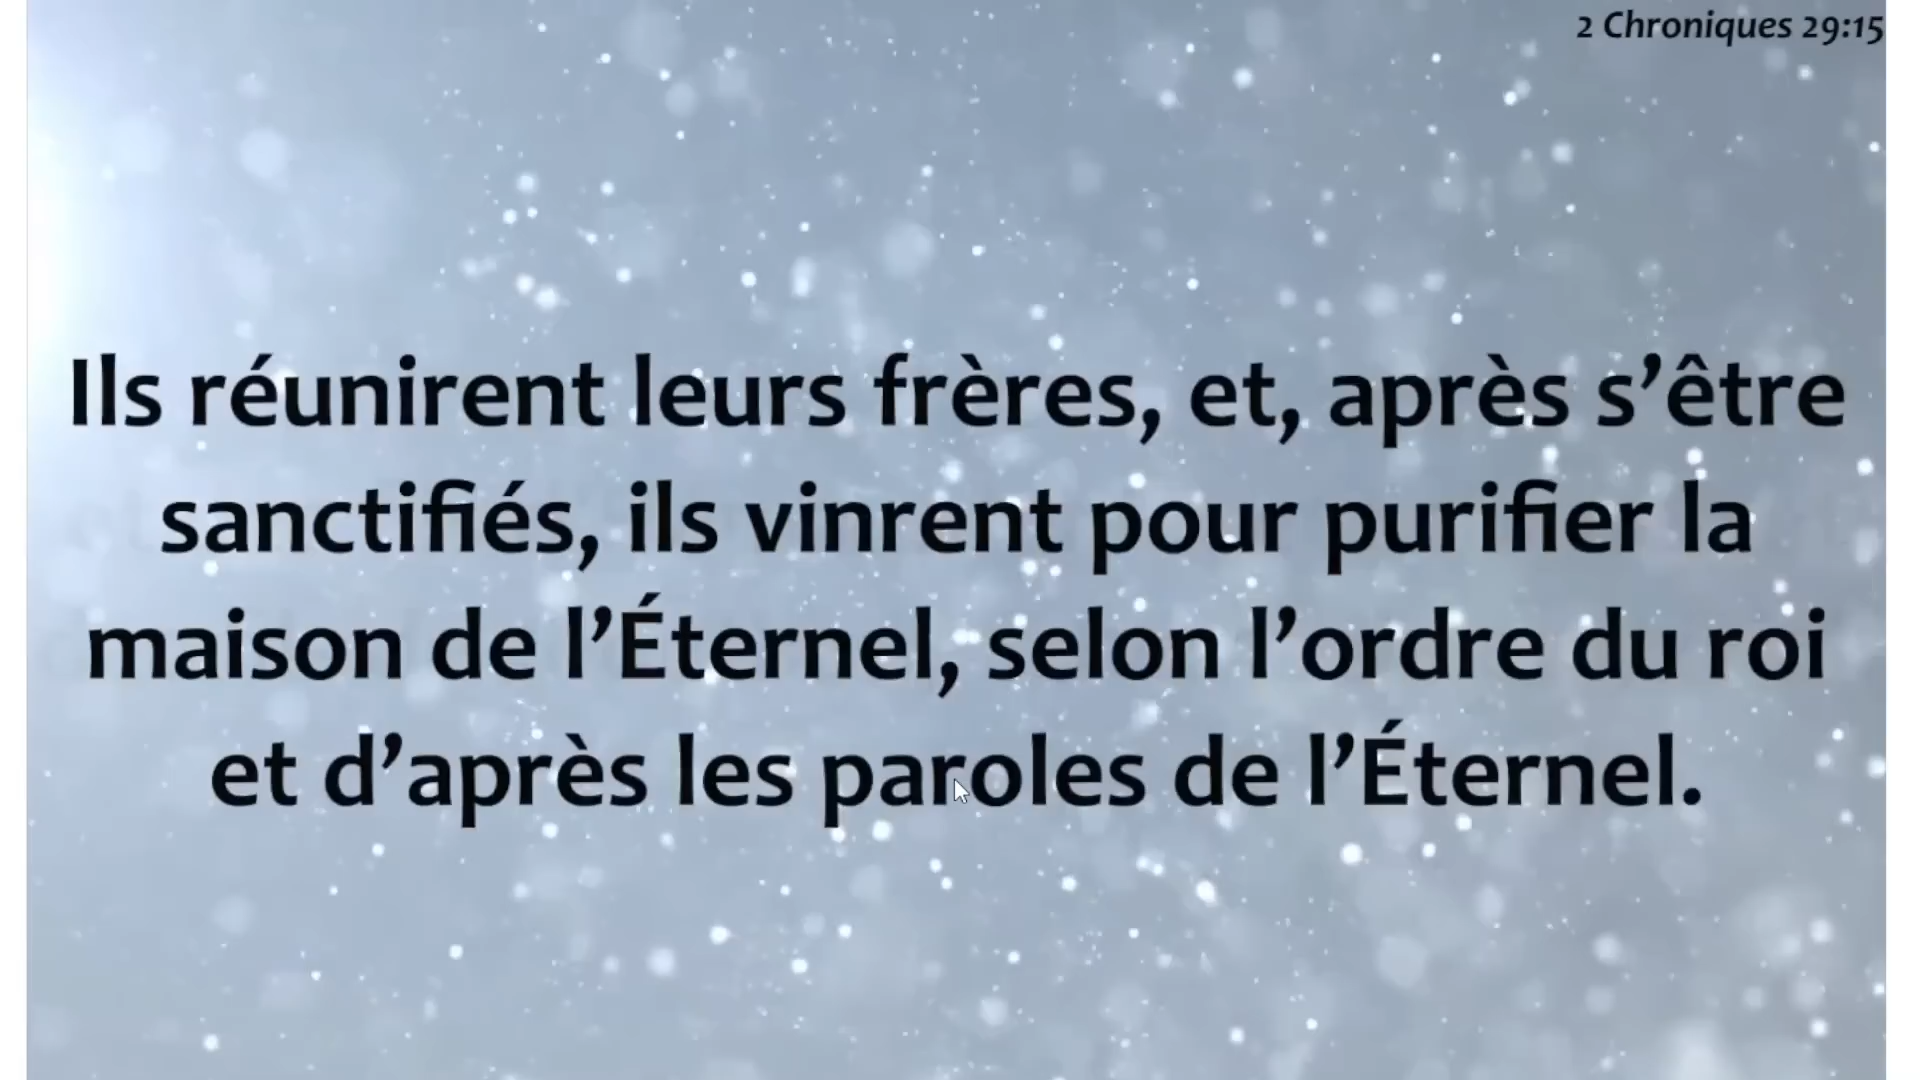 2 Chroniques 29:15
Ils réunirent leurs frères, et, après s’être
sanctifiés, ils vinrent pour purifier la
maison de l’Éternel, selon l’ordre du roi
et d’après les paroles de l’Éternel.